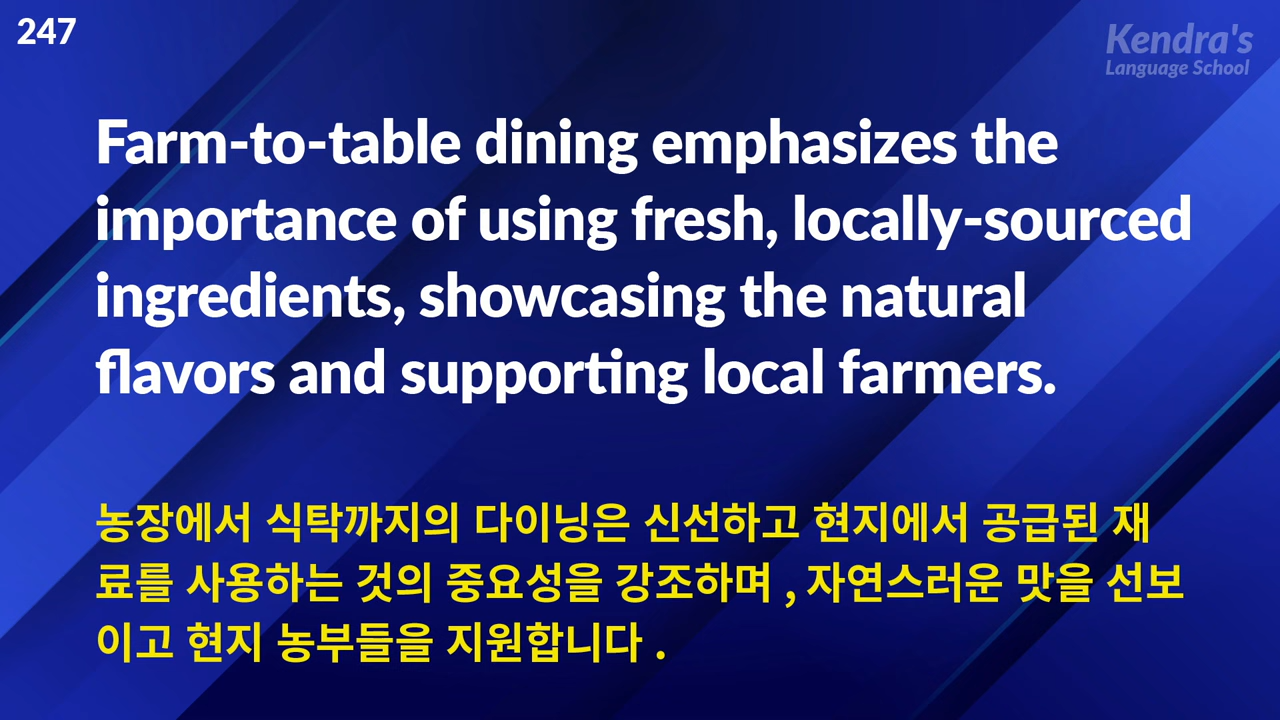 247
Kendra's
Language School
Farm-to-table dining emphasizes the
importance of using fresh, locally-sourced
ingredients, showcasing the natural
flavors and supporting local farmers.
농장에서 식탁까지의 다이닝은 신선하고 현지에서 공급된 재
료를 사용하는 것의 중요성을 강조하며 , 자연스러운 맛을 선보
이고 현지 농부들을 지원합니다 .